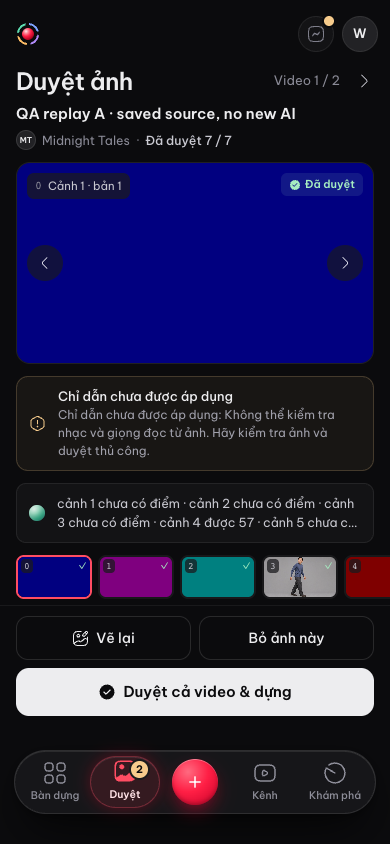 W
Duyệt ảnh
Video 1 / 2
QA replay A · saved source, no new AI
MT Midnight Tales · Đã duyệt 7 / 7
0 Cảnh 1 · bản 1
Đã duyệt
Chỉ dẫn chưa được áp dụng
Chỉ dẫn chưa được áp dụng: Không thể kiểm tra
nhạc và giọng đọc từ ảnh. Hãy kiểm tra ảnh và
duyệt thủ công.
cảnh 1 chưa có điểm · cảnh 2 chưa có điểm · cảnh
3 chưa có điểm · cảnh 4 được 57 · cảnh 5 chưa c...
0 1 2 3 4
Vẽ lại
Bỏ ảnh này
Duyệt cả video & dựng
2
Bàn dựng Duyệt Kênh Khám phá